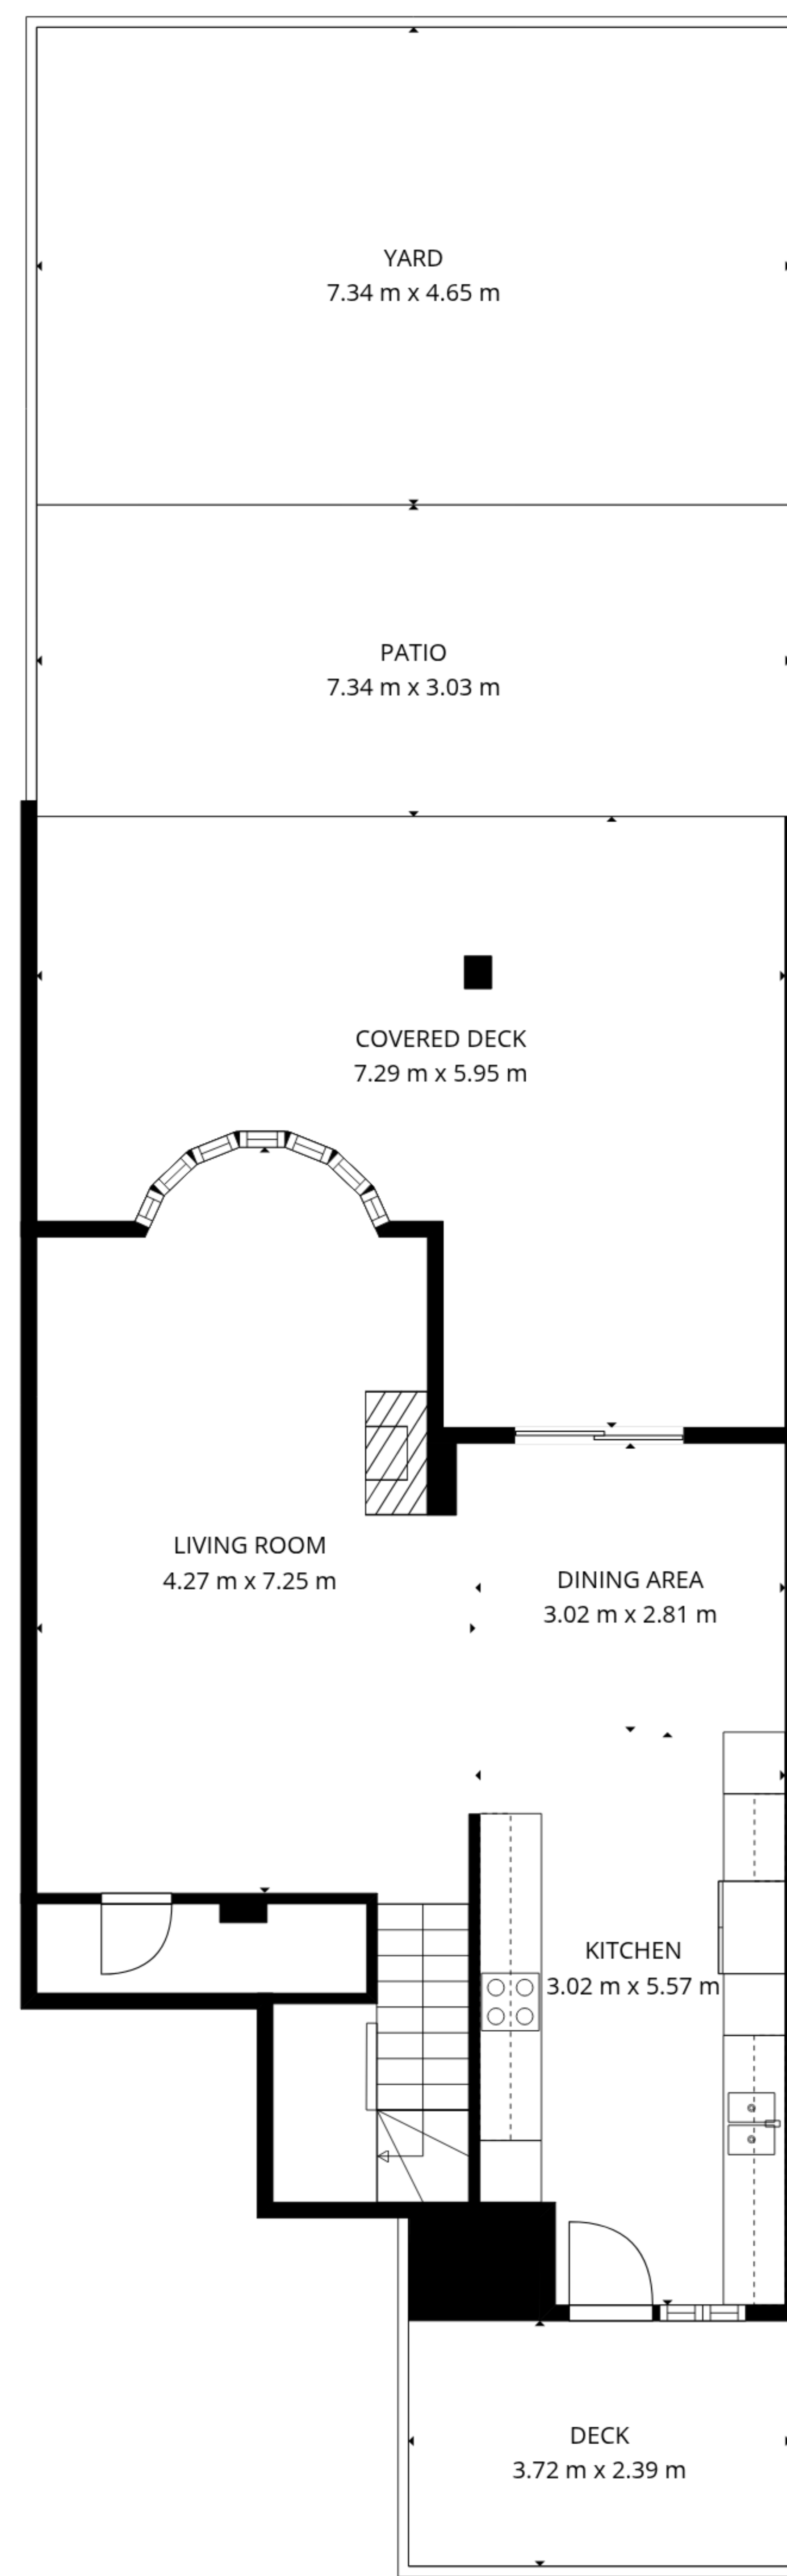 YARD
7.34 m x 4.65 m
PATIO
7.34 m x 3.03 m
COVERED DECK
7.29 m x 5.95 m
LIVING ROOM
4.27 m x 7.25 m
DINING AREA
3.02 m x 2.81 m
KITCHEN
3.02 m x 5.57 m
DECK
3.72 m x 2.39 m